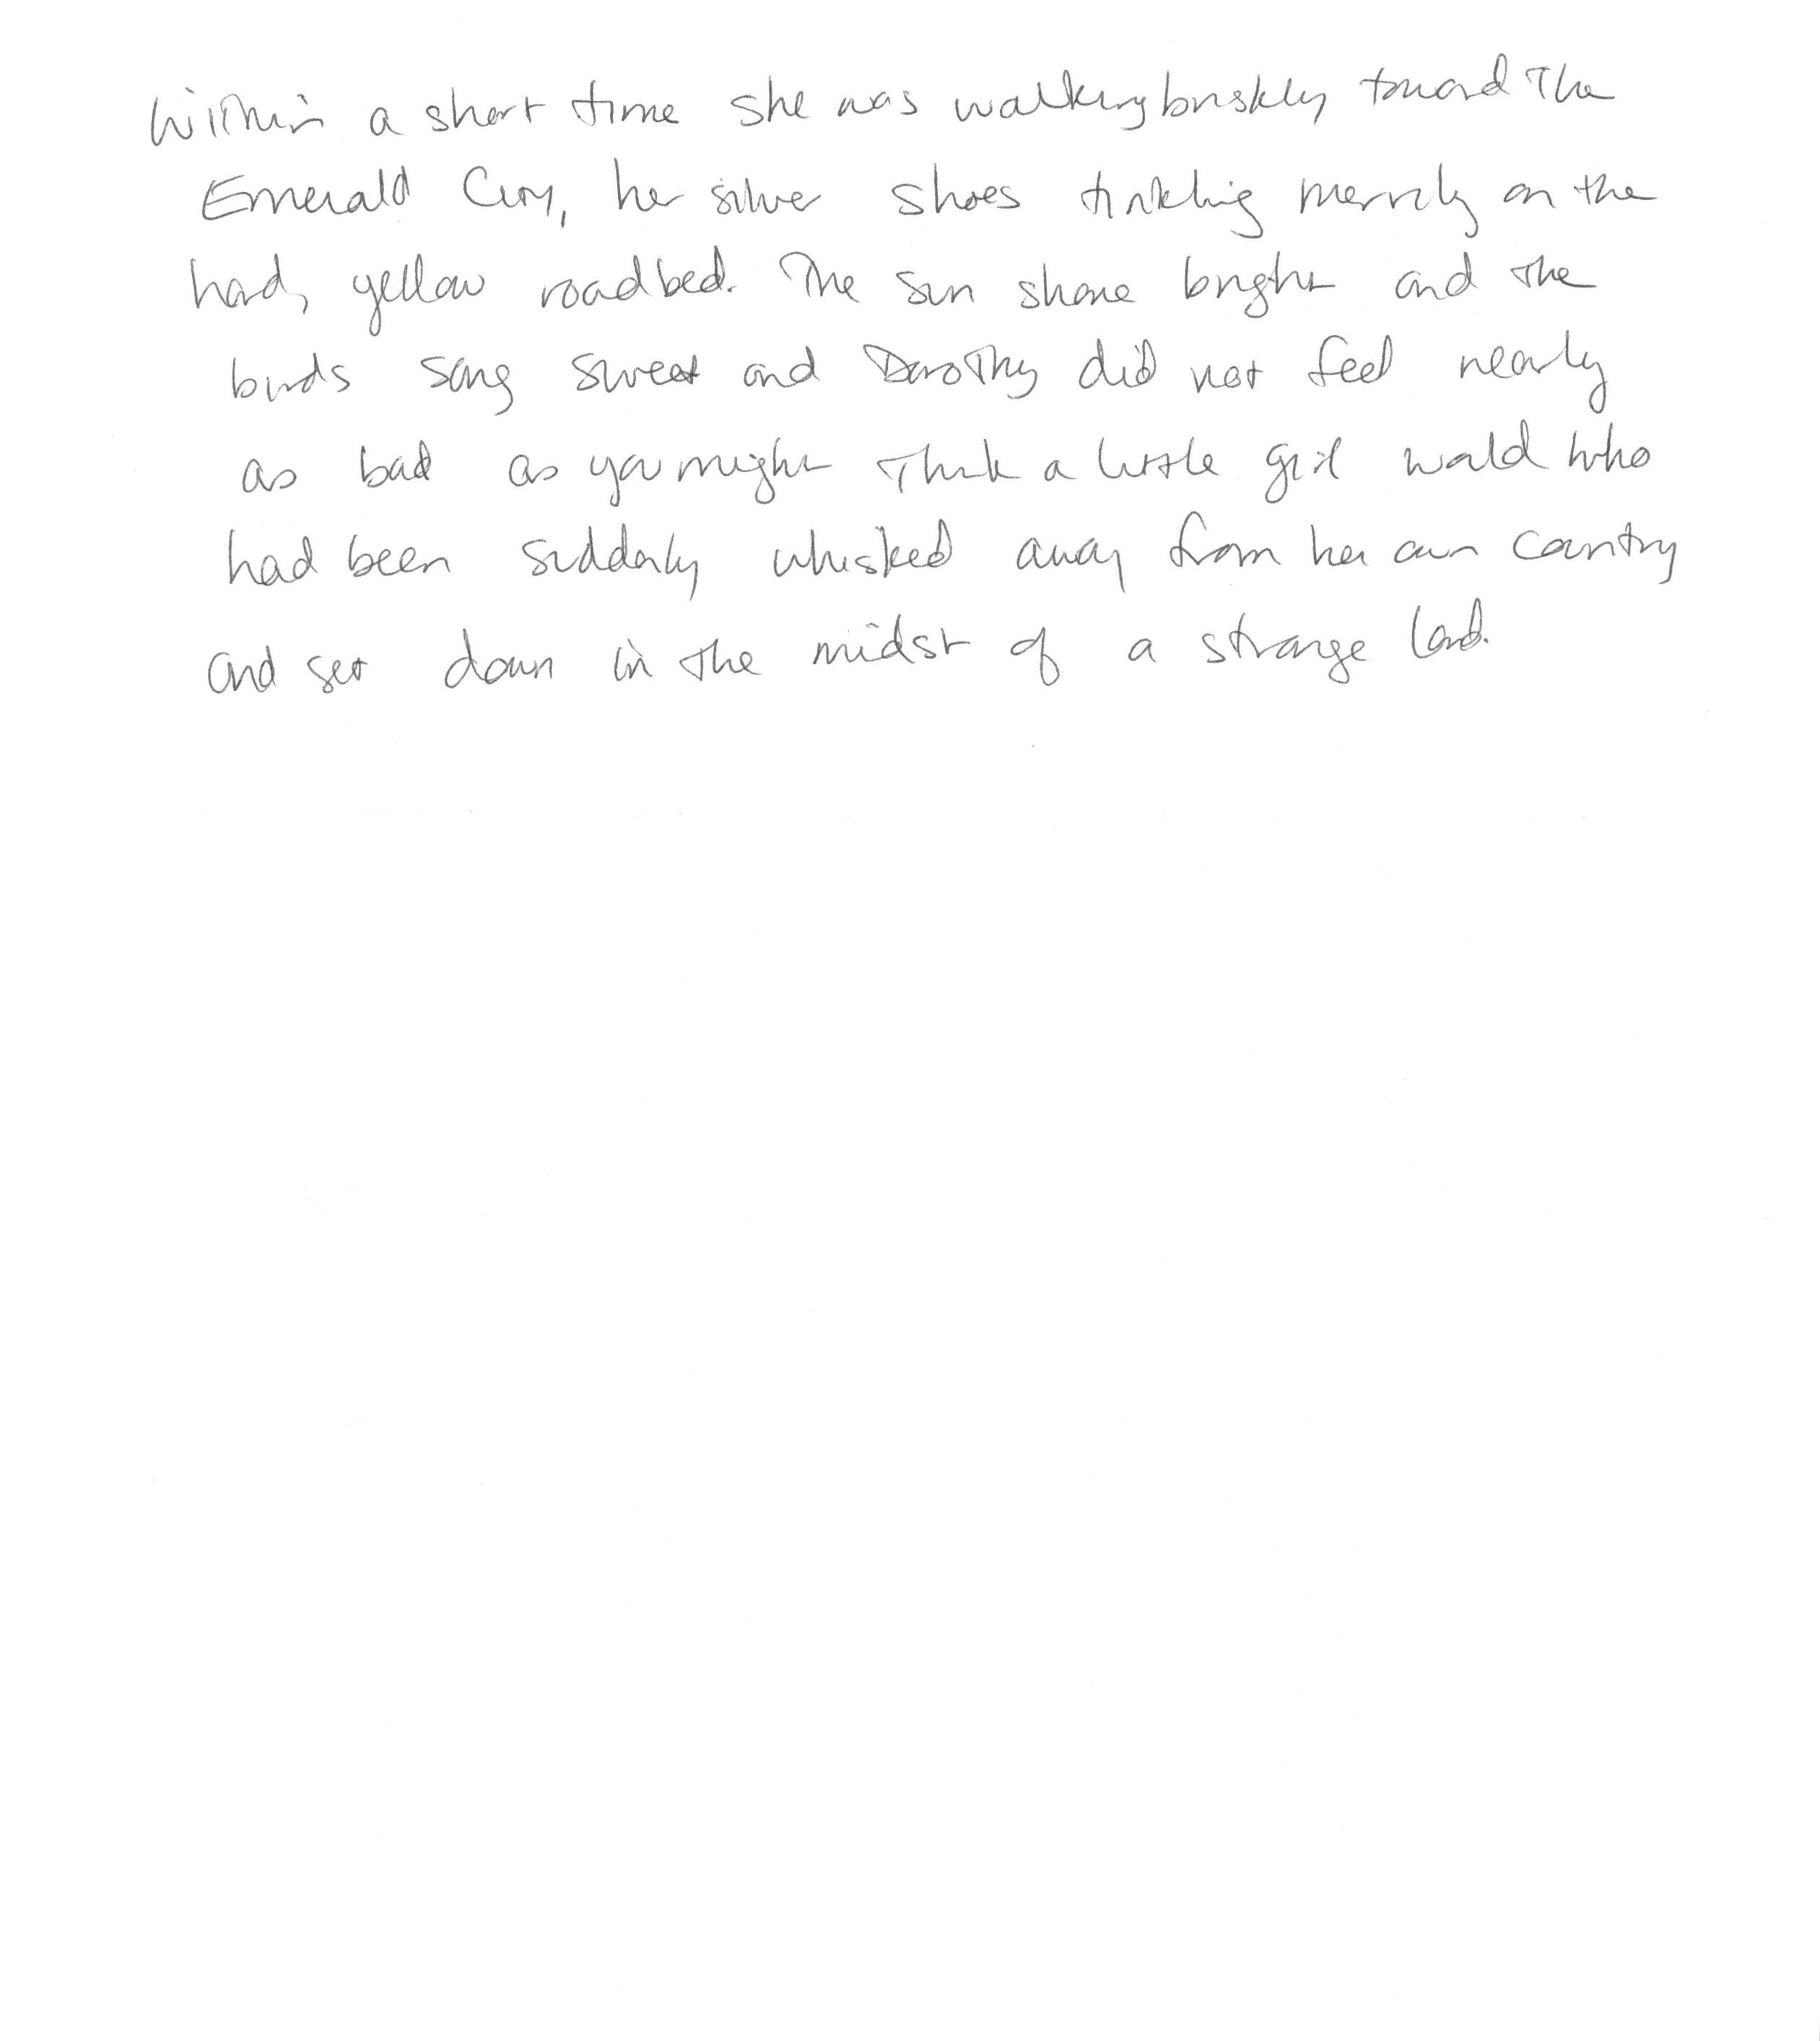 Within a short time she was walking briskly toward the
Emerald City, her silver shoes tinkling merrily on the
hard, yellow roadbed. The sun shone bright and the
birds sang sweet and Dorothy did not feel nearly
as bad as you might think a little girl would who
had been suddenly whisked away from her own country
and set down in the midst of a strange land.